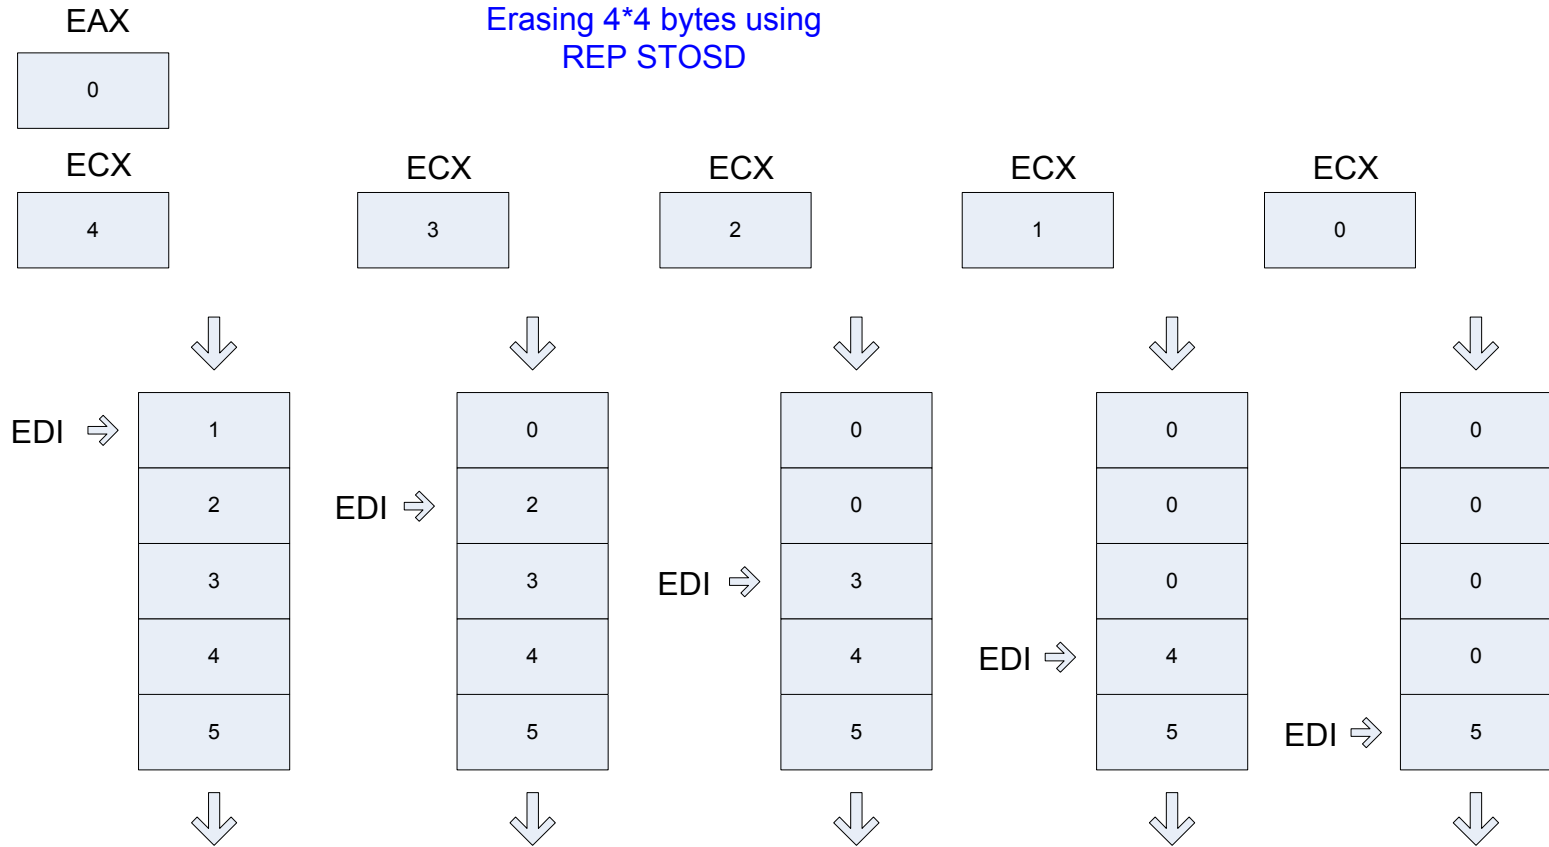 EAX
Erasing 4*4 bytes using
REP STOSD
0
ECX ECX ECX ECX ECX
4 3 2 1 0
EDI 1 0 0 0 0
2 EDI 2 0 0 0
3 3 EDI 3 0 0
4 4 4 EDI 4 0
5 5 5 5 EDI 5